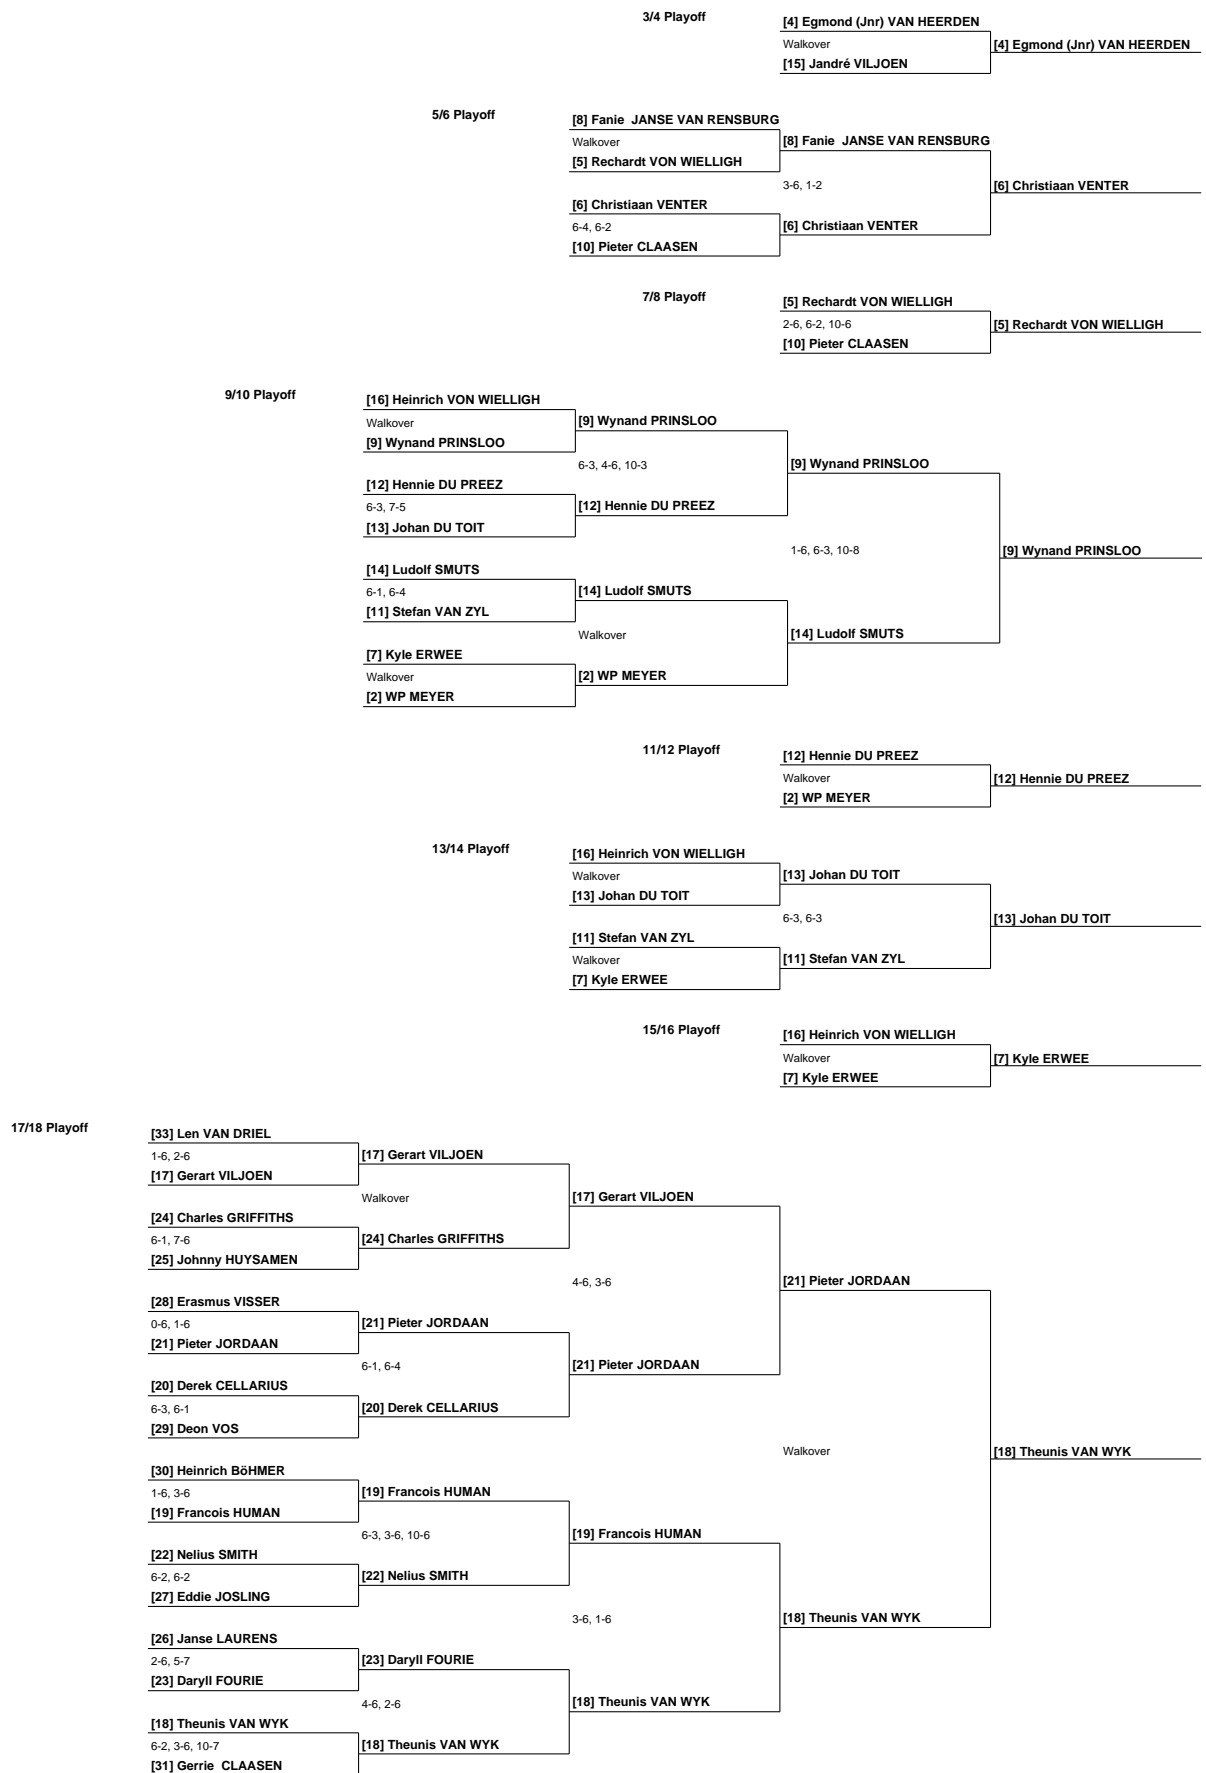 3/4 Playoff
[4] Egmond (Jnr) VAN HEERDEN
Walkover
[4] Egmond (Jnr) VAN HEERDEN
[15] Jandré VILJOEN
5/6 Playoff
[8] Fanie  JANSE VAN RENSBURG
Walkover
[8] Fanie  JANSE VAN RENSBURG
[5] Rechardt VON WIELLIGH
3-6, 1-2
[6] Christiaan VENTER
[6] Christiaan VENTER
6-4, 6-2
[6] Christiaan VENTER
[10] Pieter CLAASEN
7/8 Playoff
[5] Rechardt VON WIELLIGH
2-6, 6-2, 10-6
[5] Rechardt VON WIELLIGH
[10] Pieter CLAASEN
9/10 Playoff
[16] Heinrich VON WIELLIGH
Walkover
[9] Wynand PRINSLOO
[9] Wynand PRINSLOO
6-3, 4-6, 10-3
[9] Wynand PRINSLOO
[12] Hennie DU PREEZ
6-3, 7-5
[12] Hennie DU PREEZ
[13] Johan DU TOIT
1-6, 6-3, 10-8
[9] Wynand PRINSLOO
[14] Ludolf SMUTS
6-1, 6-4
[14] Ludolf SMUTS
[11] Stefan VAN ZYL
Walkover
[14] Ludolf SMUTS
[7] Kyle ERWEE
Walkover
[2] WP MEYER
[2] WP MEYER
11/12 Playoff
[12] Hennie DU PREEZ
Walkover
[12] Hennie DU PREEZ
[2] WP MEYER
13/14 Playoff
[16] Heinrich VON WIELLIGH
Walkover
[13] Johan DU TOIT
[13] Johan DU TOIT
6-3, 6-3
[13] Johan DU TOIT
[11] Stefan VAN ZYL
Walkover
[11] Stefan VAN ZYL
[7] Kyle ERWEE
15/16 Playoff
[16] Heinrich VON WIELLIGH
Walkover
[7] Kyle ERWEE
[7] Kyle ERWEE
17/18 Playoff
[33] Len VAN DRIEL
1-6, 2-6
[17] Gerart VILJOEN
[17] Gerart VILJOEN
Walkover
[17] Gerart VILJOEN
[24] Charles GRIFFITHS
6-1, 7-6
[24] Charles GRIFFITHS
[25] Johnny HUYSAMEN
4-6, 3-6
[21] Pieter JORDAAN
[28] Erasmus VISSER
0-6, 1-6
[21] Pieter JORDAAN
[21] Pieter JORDAAN
6-1, 6-4
[21] Pieter JORDAAN
[20] Derek CELLARIUS
6-3, 6-1
[20] Derek CELLARIUS
[29] Deon VOS
Walkover
[18] Theunis VAN WYK
[30] Heinrich BöHMER
1-6, 3-6
[19] Francois HUMAN
[19] Francois HUMAN
6-3, 3-6, 10-6
[19] Francois HUMAN
[22] Nelius SMITH
6-2, 6-2
[22] Nelius SMITH
[27] Eddie JOSLING
3-6, 1-6
[18] Theunis VAN WYK
[26] Janse LAURENS
2-6, 5-7
[23] Daryll FOURIE
[23] Daryll FOURIE
4-6, 2-6
[18] Theunis VAN WYK
[18] Theunis VAN WYK
6-2, 3-6, 10-7
[18] Theunis VAN WYK
[31] Gerrie  CLAASEN